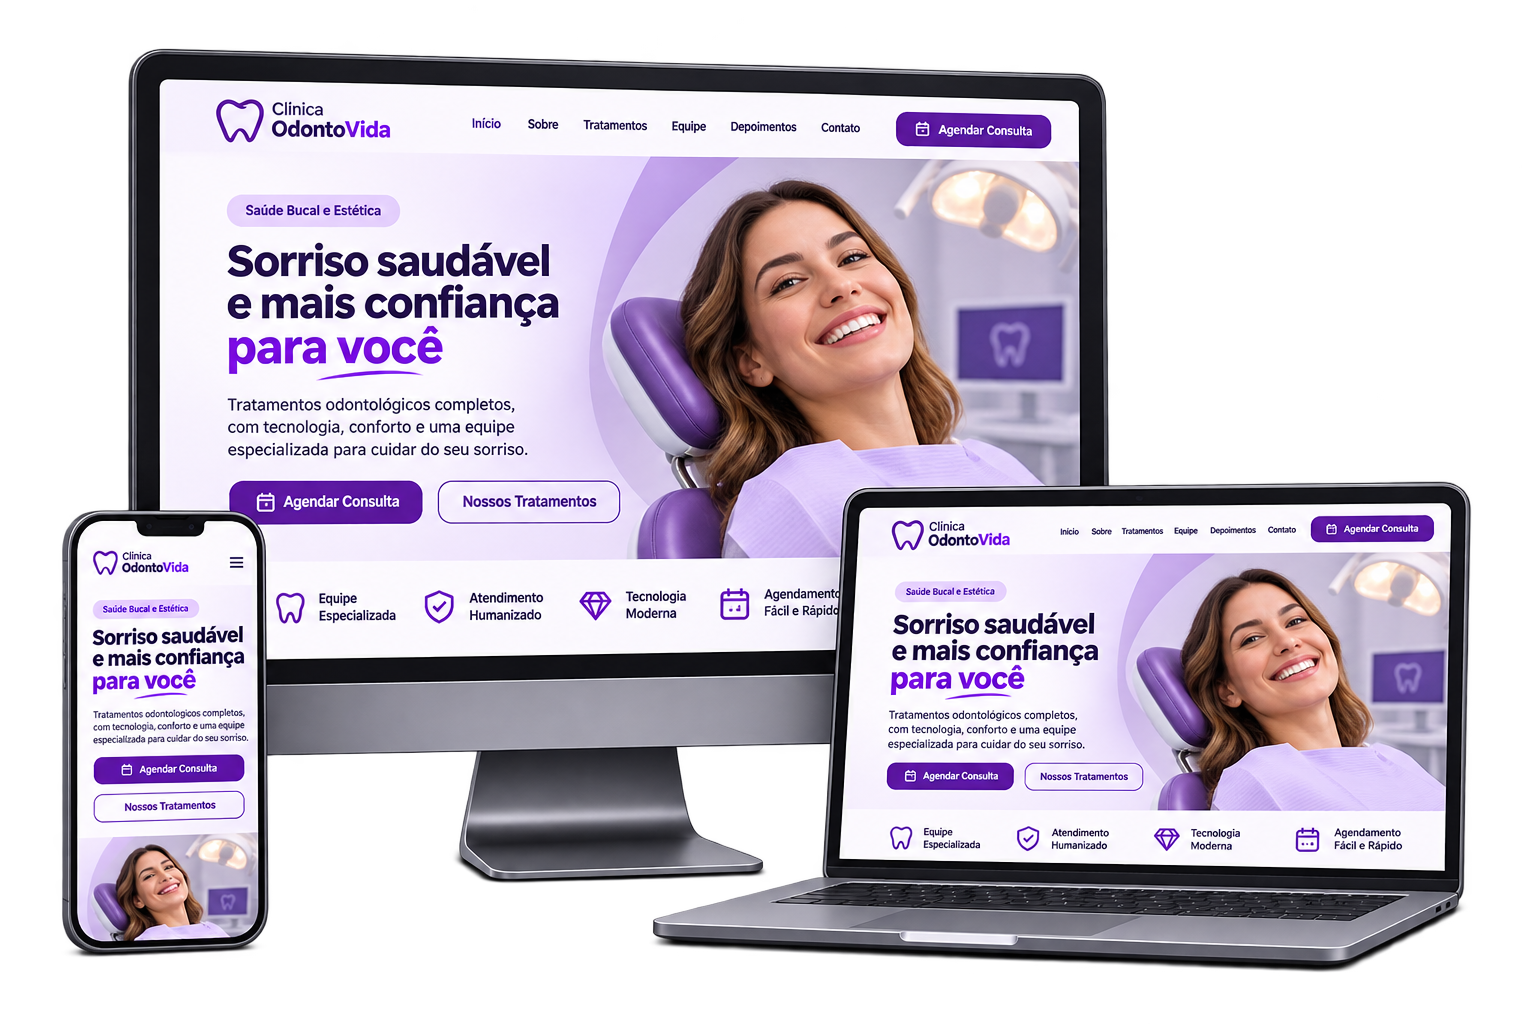 Clínica
OdontoVida
Início Sobre Tratamentos Equipe Depoimentos Contato Agendar Consulta
Saúde Bucal e Estética
Sorriso saudável
e mais confiança
para você
Tratamentos odontológicos completos,
com tecnologia, conforto e uma equipe
especializada para cuidar do seu sorriso.
Agendar Consulta Nossos Tratamentos
Equipe
Especializada
Atendimento
Humanizado
Tecnologia
Moderna
Agendamento
Fácil e Rápido
Clínica
OdontoVida
Saúde Bucal e Estética
Sorriso saudável
e mais confiança
para você
Tratamentos odontologicos completos,
com tecnologia, conforto e uma equipe
especializada para cuidar do seu sorriso.
Agendar Consulta
Nossos Tratamentos
Clínica
OdontoVida
Início Sobre Tratamentos Equipe Depoimentos Contato Agendar Consulta
Saúde Bucal e Estética
Sorriso saudável
e mais confiança
para você
Tratamentos odontológicos completos,
com tecnologia, conforto e uma equipe
especializada para cuidar do seu sorriso.
Agendar Consulta Nossos Tratamentos
Equipe
Especializada
Atendimento
Humanizado
Tecnologia
Moderna
Agendamento
Fácil e Rápido